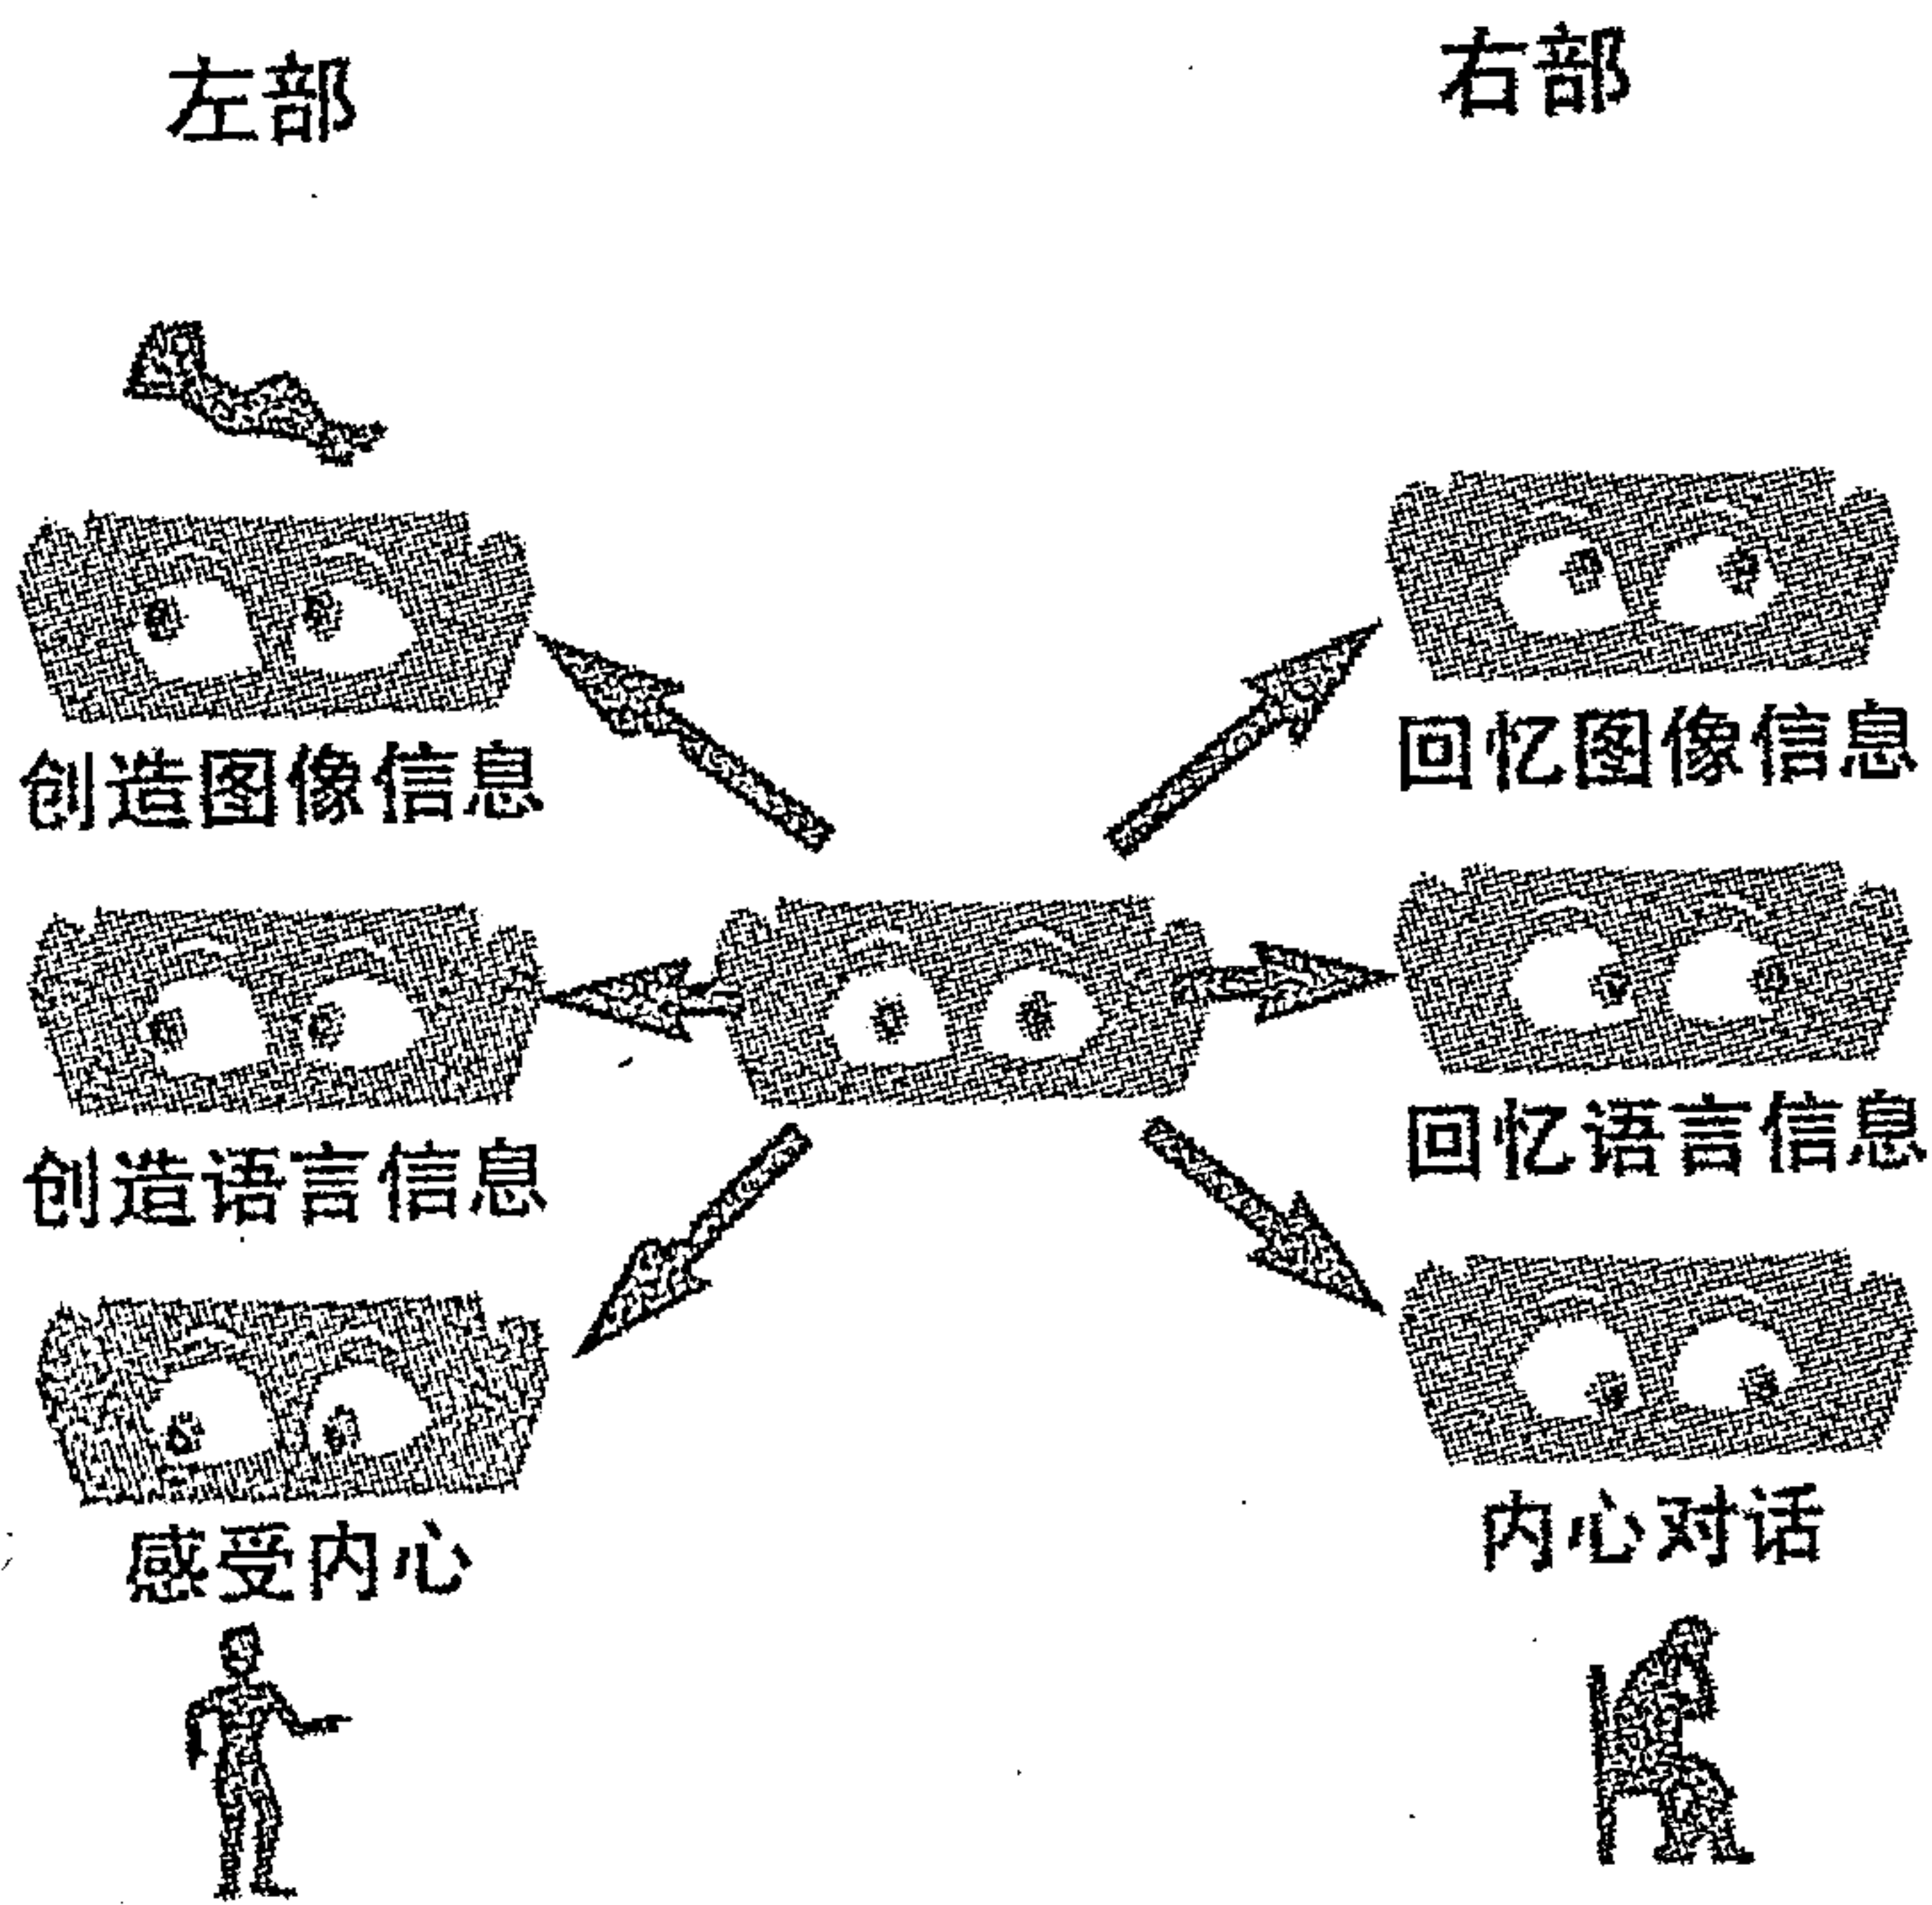 左部
右部
创造图像信息
回忆图像信息
创造语言信息
回忆语言信息
感受内心
内心对话